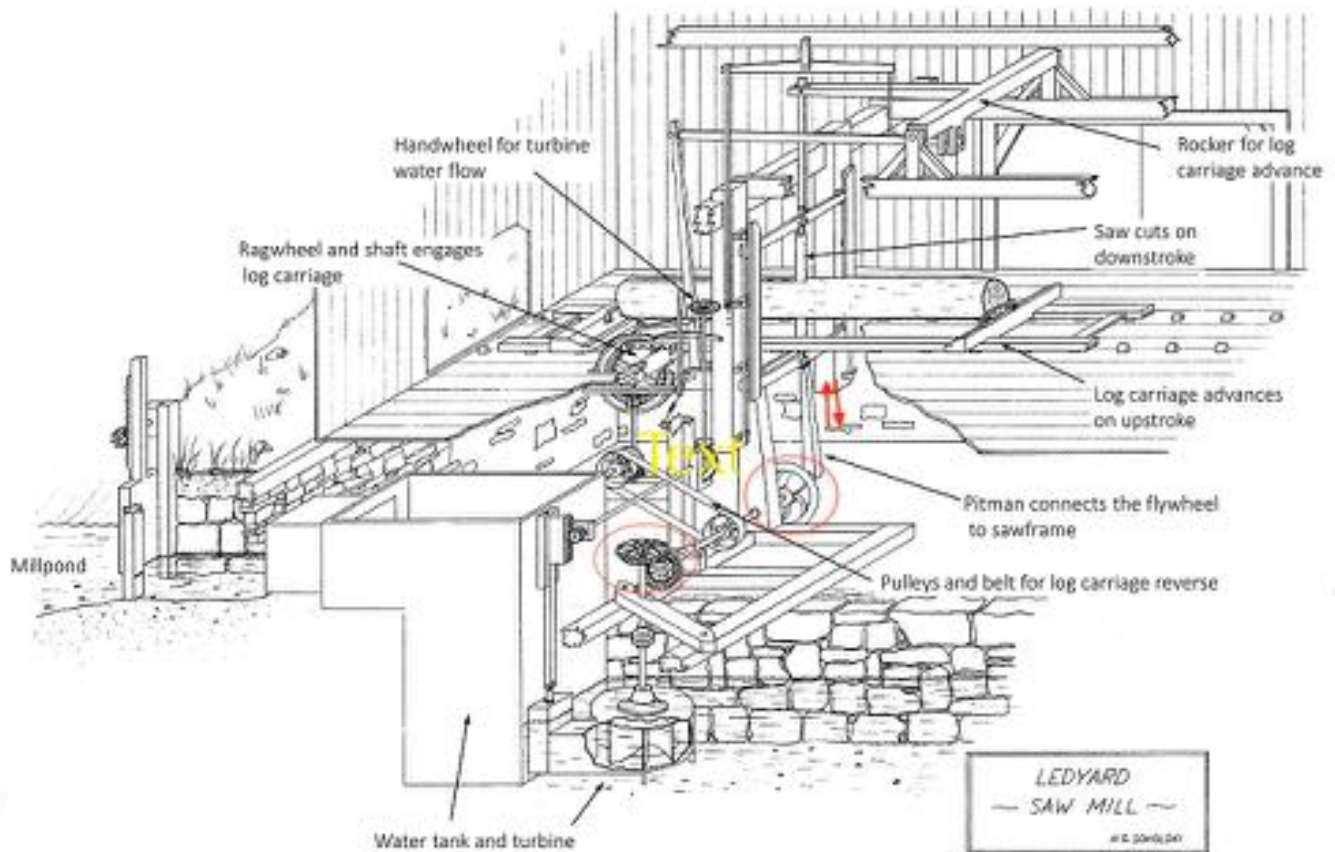 Handwheel for turbine
water flow
Rocker for log
carriage advance
Ragwheel and shaft engages
log carriage
Saw cuts on
downstroke
Log carriage advances
on upstroke
Text
Pitman connects the flywheel
to sawframe
Millpond
Pulleys and belt for log carriage reverse
Water tank and turbine
LEDYARD
~ SAW MILL ~